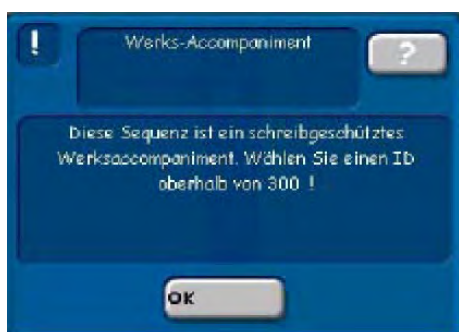 !
Werks-Accompaniment
?
Diese Sequenz ist ein schreibgeschütztes
Werksaccompaniment. Wählen Sie einen ID
oberhalb von 300 !
OK